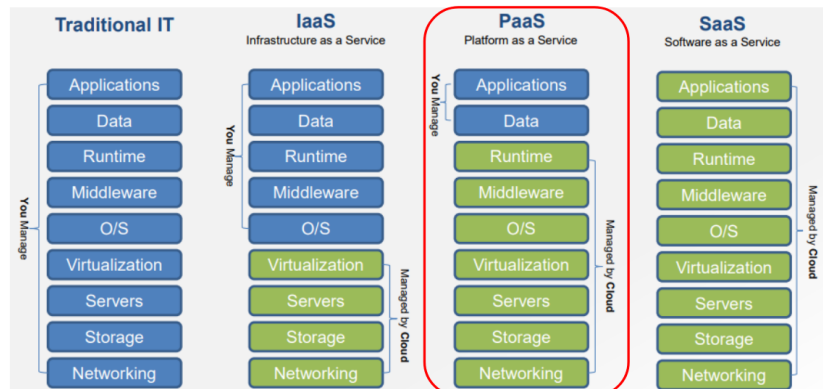 Traditional IT
You Manage
Applications
Data
Runtime
Middleware
O/S
Virtualization
Servers
Storage
Networking
IaaS
Infrastructure as a Service
You Manage
Applications
Data
Runtime
Middleware
O/S
Virtualization
Servers
Storage
Networking
Managed by Cloud
PaaS
Platform as a Service
You Manage
Applications
Data
Runtime
Middleware
O/S
Virtualization
Servers
Storage
Networking
Managed by Cloud
SaaS
Software as a Service
Applications
Data
Runtime
Middleware
O/S
Virtualization
Servers
Storage
Networking
Managed by Cloud